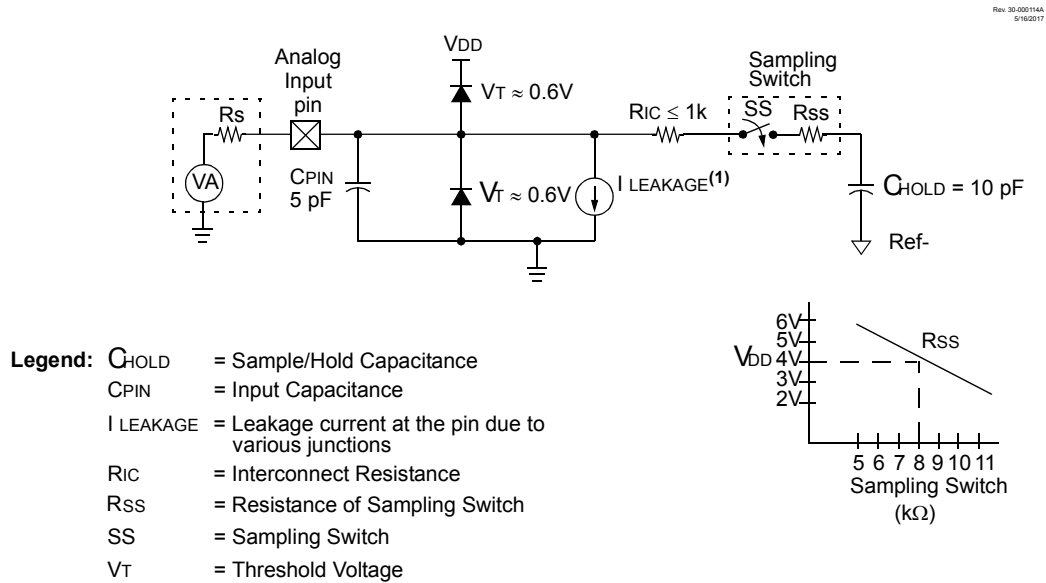 Rev. 30-000114A
5/16/2017
VDD
Analog
Input
pin
Sampling
Switch
VT ≈ 0.6V
RIC ≤ 1k
SS
RSS
Rs
VA
CPIN
5 pF
VT ≈ 0.6V
I LEAKAGE(1)
CHOLD = 10 pF
Ref-
6V
5V
VDD 4V
3V
2V
RSS
5 6 7 8 9 10 11
Sampling Switch
(kΩ)
Legend: CHOLD = Sample/Hold Capacitance
CPIN = Input Capacitance
I LEAKAGE = Leakage current at the pin due to
various junctions
RIC = Interconnect Resistance
RSS = Resistance of Sampling Switch
SS = Sampling Switch
VT = Threshold Voltage